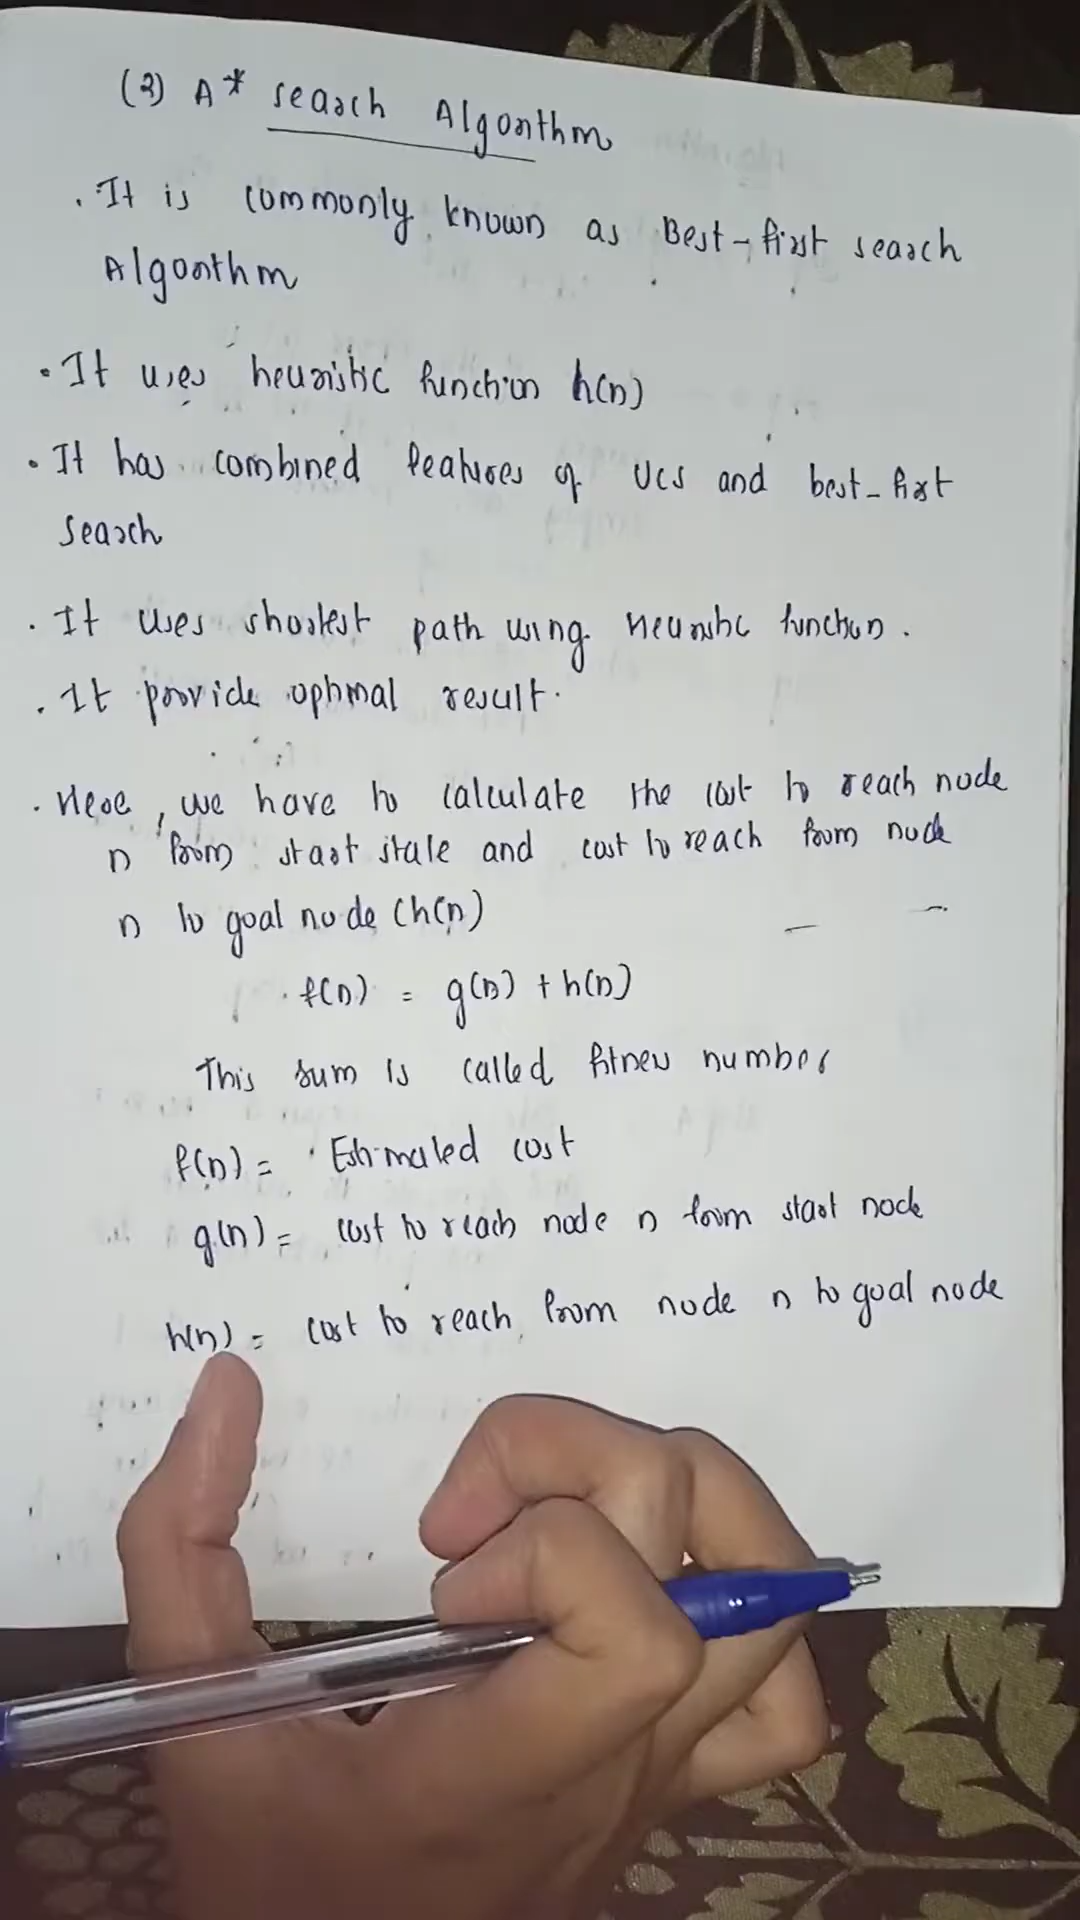 (2) A* search Algorithm
. It is commonly known as Best-first search
Algorithm
• It uses heuristic function h(n)
• It has combined features of UCS and best-first
search
. It uses shortest path using Heuristic function.
. It provide optimal result.
. Here, we have to calculate the cost to reach node
n from start state and cost to reach from node
n to goal node (h(n)
f(n) = g(n) + h(n)
This sum is called fitness number
f(n) = Estimated cost
g(n) = cost to reach node n from start node
h(n) = cost to reach from node n to goal node